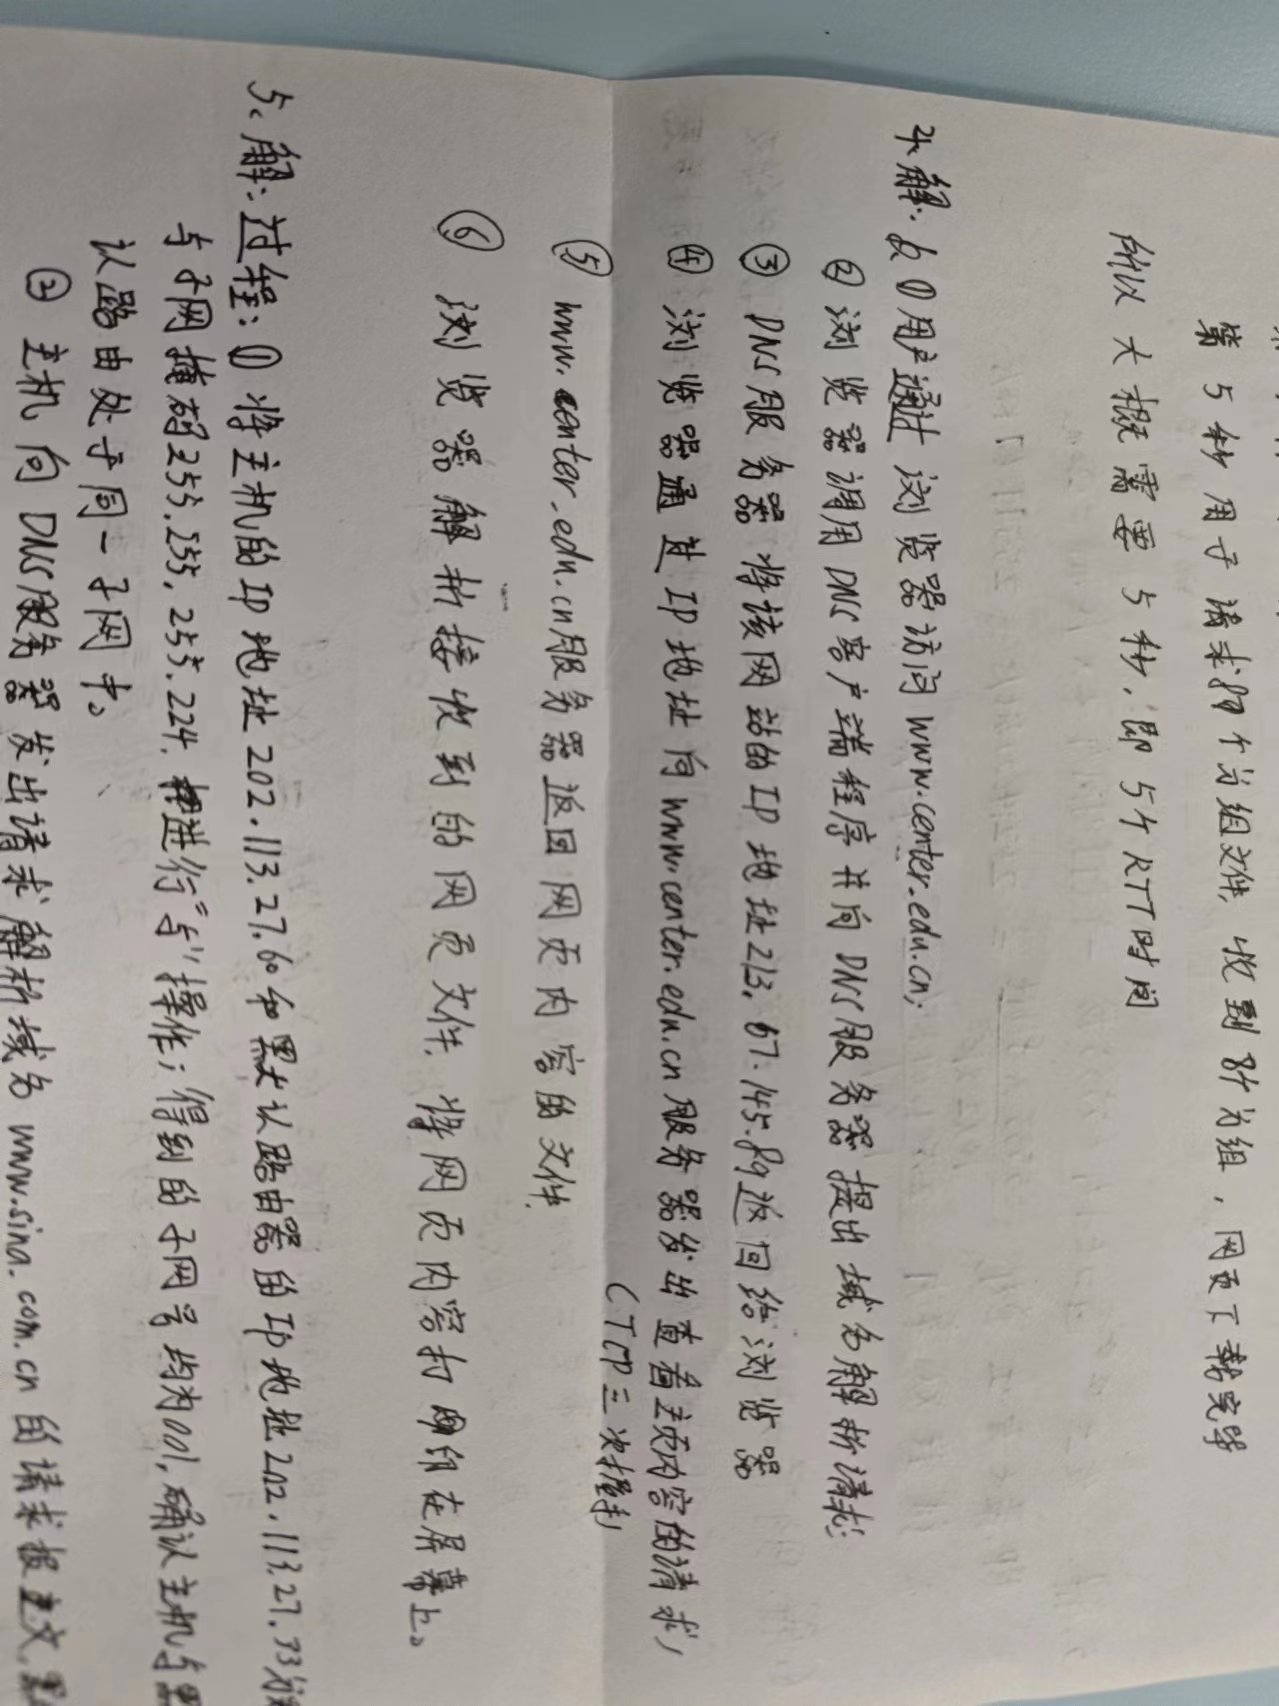 第5秒用于请求8个分组文件,收到8个分组,网页下载完毕
所以大概需要5秒,即5个RTT时间
4、解:①用户通过浏览器访问www.center.edu.cn;
②浏览器调用DNS客户端程序并向DNS服务器提出域名解析请求;
③DNS服务器将该网站的IP地址213.67.145.89返回给浏览器
④浏览器通过IP地址向www.center.edu.cn服务器发出查看主页内容的请求,
(TCP三次握手)
⑤www.center.edu.cn服务器返回网页内容的文件.
⑥浏览器解析接收到的网页文件.将网页内容打印在屏幕上。
5、解:过程:①将主机的IP地址202.113.27.60和默认路由器的IP地址202.113.27.33分
与子网掩码255.255.255.224.进行“与”操作;得到的子网号均为001,确认主机与
认路由处于同一子网中。
②主机向DNS服务器发出请求解析域名www.sina.com.cn的请求报文,